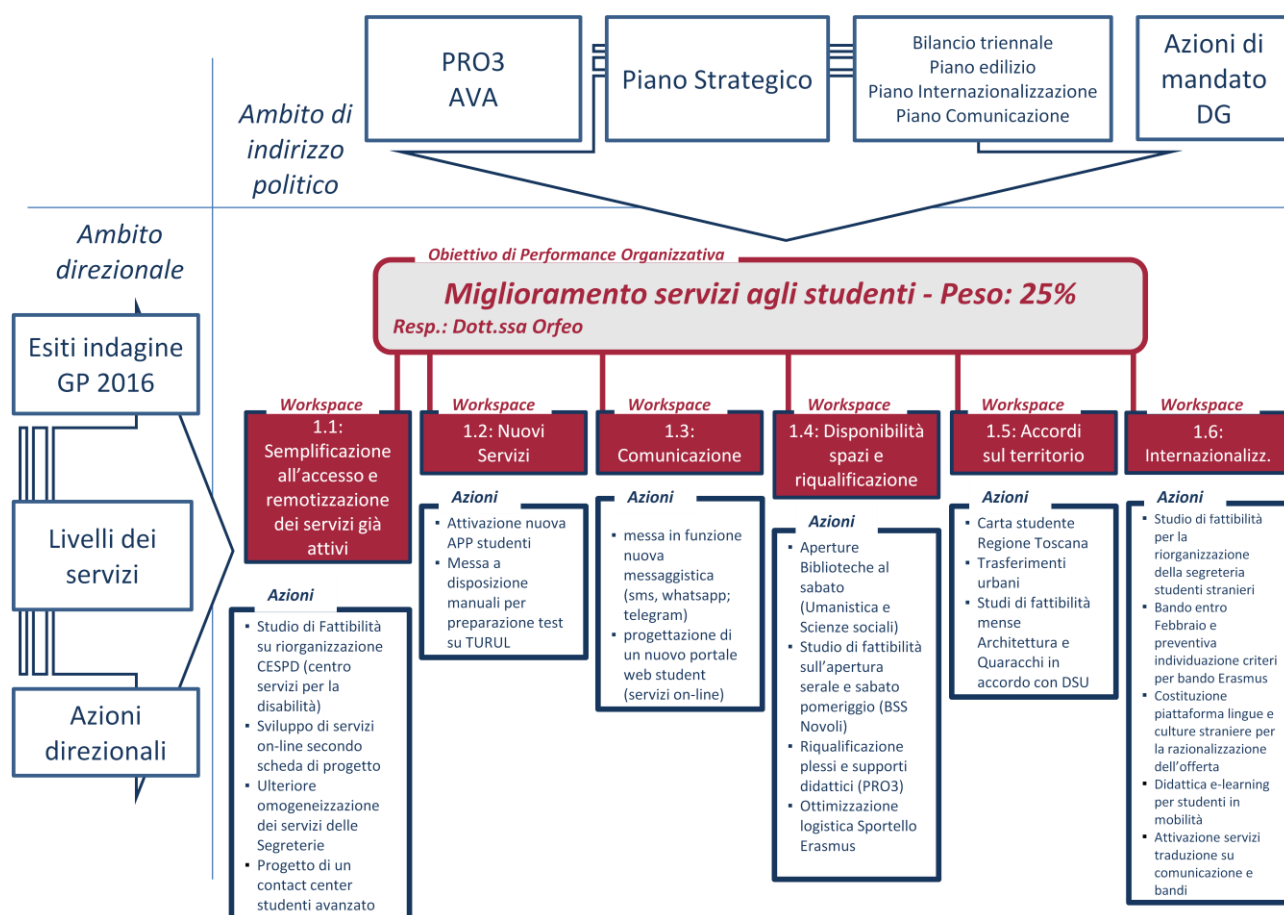 PRO3
AVA
Piano Strategico
Bilancio triennale
Piano edilizio
Piano Internazionalizzazione
Piano Comunicazione
Azioni di
mandato
DG
Ambito di
indirizzo
politico
Ambito
direzionale
Esiti indagine
GP 2016
Livelli dei
servizi
Azioni
direzionali
Obiettivo di Performance Organizzativa
Miglioramento servizi agli studenti - Peso: 25%
Resp.: Dott.ssa Orfeo
Workspace
1.1:
Semplificazione
all'accesso e
remotizzazione
dei servizi già
attivi
Azioni
▪ Studio di Fattibilità
su riorganizzazione
CESPD (centro
servizi per la
disabilità)
▪ Sviluppo di servizi
on-line secondo
scheda di progetto
▪ Ulteriore
omogeneizzazione
dei servizi delle
Segreterie
▪ Progetto di un
contact center
studenti avanzato
Workspace
1.2: Nuovi
Servizi
Azioni
▪ Attivazione nuova
APP studenti
▪ Messa a
disposizione
manuali per
preparazione test
su TURUL
Workspace
1.3:
Comunicazione
Azioni
▪ messa in funzione
nuova
messaggistica
(sms, whatsapp;
telegram)
▪ progettazione di
un nuovo portale
web student
(servizi on-line)
Workspace
1.4: Disponibilità
spazi e
riqualificazione
Azioni
▪ Aperture
Biblioteche al
sabato
(Umanistica e
Scienze sociali)
▪ Studio di fattibilità
sull'apertura
serale e sabato
pomeriggio (BSS
Novoli)
▪ Riqualificazione
plessi e supporti
didattici (PRO3)
▪ Ottimizzazione
logistica Sportello
Erasmus
Workspace
1.5: Accordi
sul territorio
Azioni
▪ Carta studente
Regione Toscana
▪ Trasferimenti
urbani
▪ Studi di fattibilità
mense
Architettura e
Quaracchi in
accordo con DSU
Workspace
1.6:
Internazionalizz.
Azioni
▪ Studio di fattibilità
per la
riorganizzazione
della segreteria
studenti stranieri
▪ Bando entro
Febbraio e
preventiva
individuazione criteri
per bando Erasmus
▪ Costituzione
piattaforma lingue e
culture straniere per
la razionalizzazione
dell'offerta
▪ Didattica e-learning
per studenti in
mobilità
▪ Attivazione servizi
traduzione su
comunicazione e
bandi